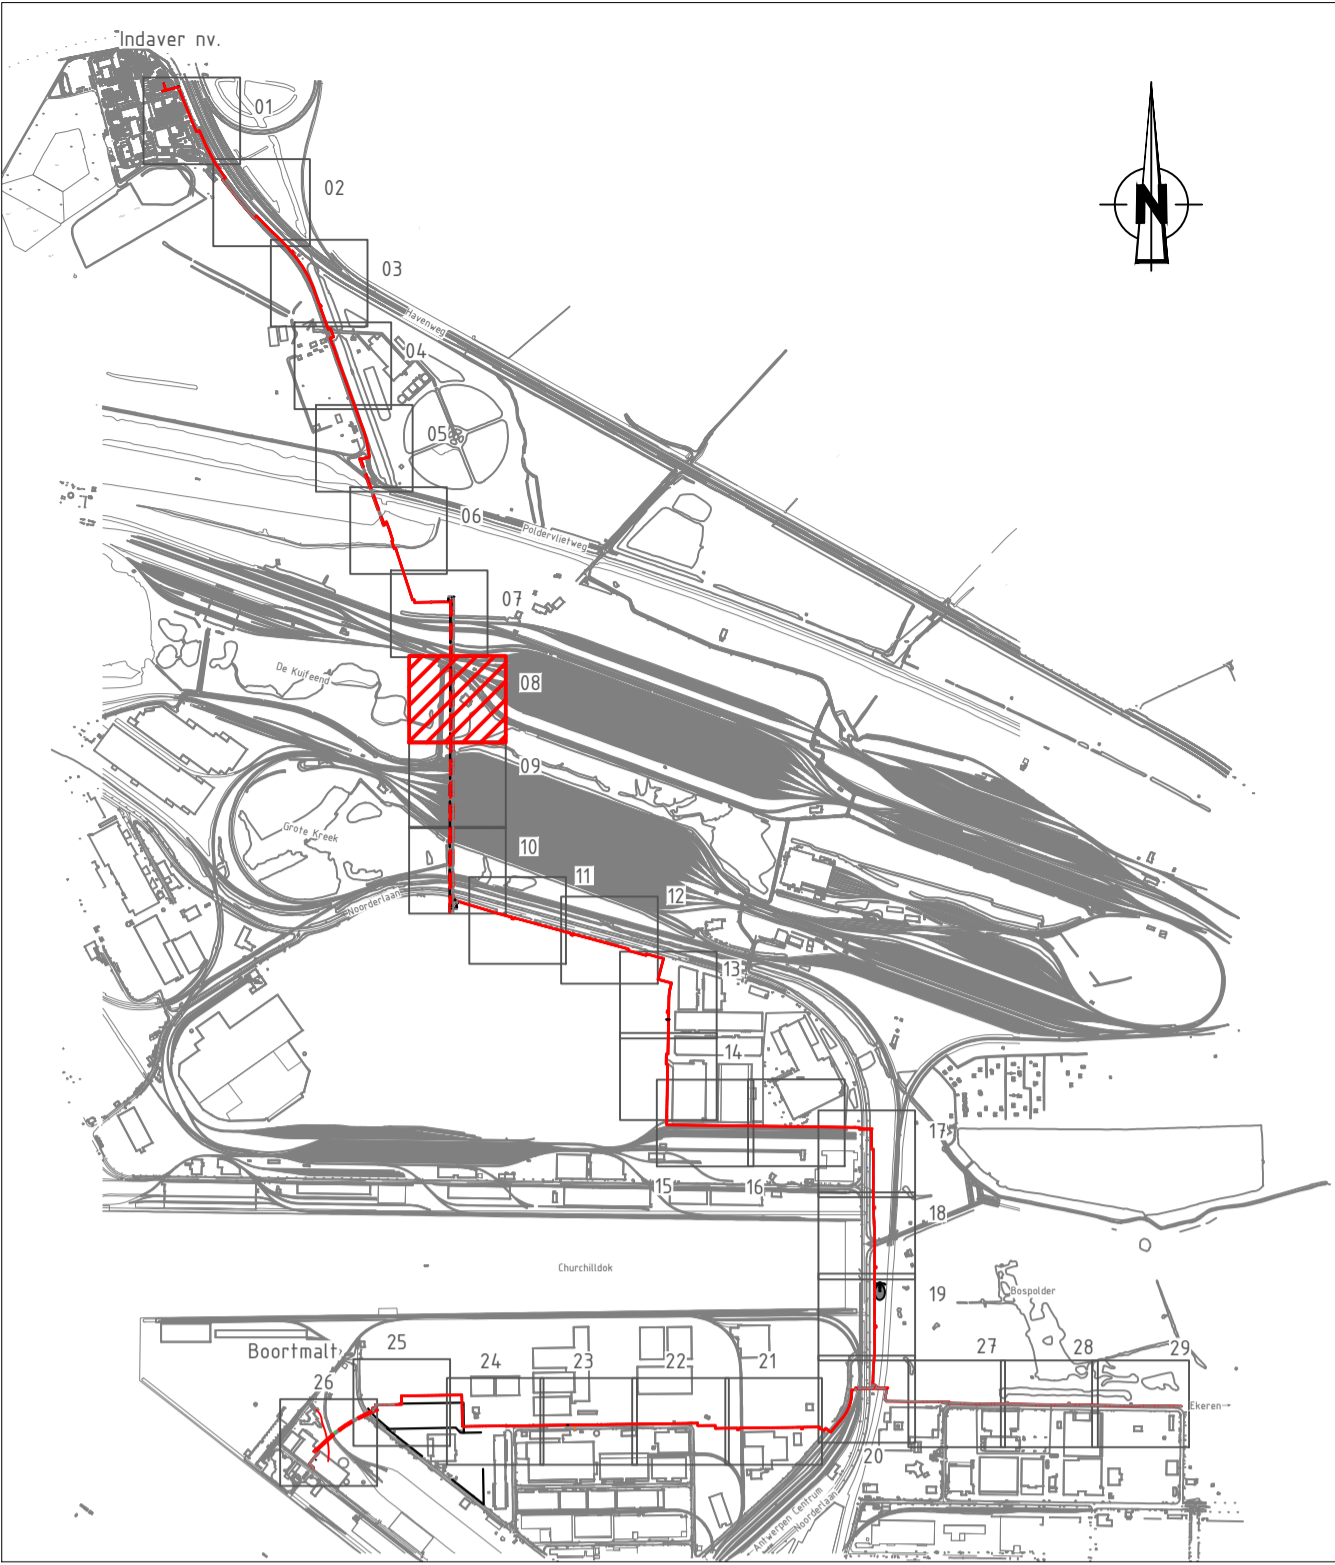 Indaver nv.
01
02
03
Havenweg
04
05
06
Poldervlietweg
07
De Kuifeend
08
09
Grote Kreek
10
11
12
Noorderlaan
13
14
15
16
17
18
19
Churchilldok
Bospolder
Boortmalt
25
24
23
22
21
27
28
29
26
Ekeren
20
Antwerpen Centrum
Noorderlaan
N